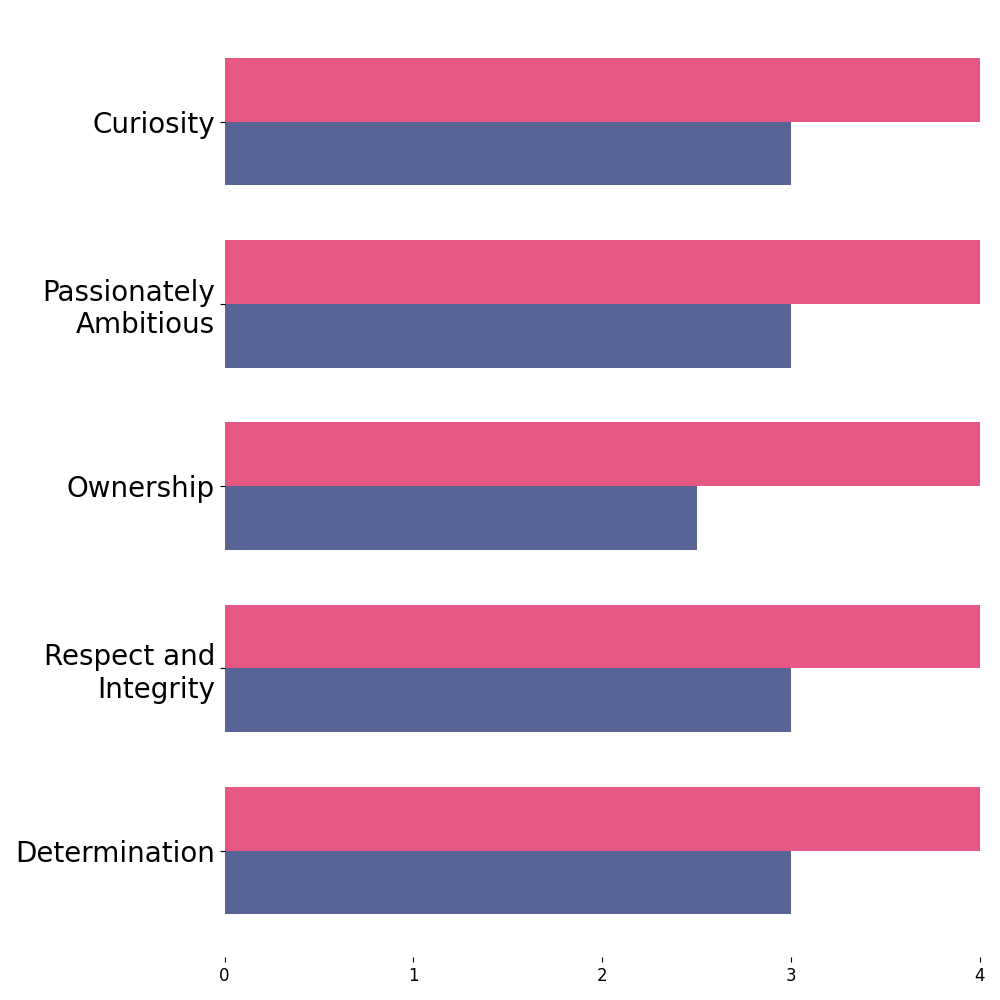 Curiosity
Passionately
Ambitious
Ownership
Respect and
Integrity
Determination
0 1 2 3 4